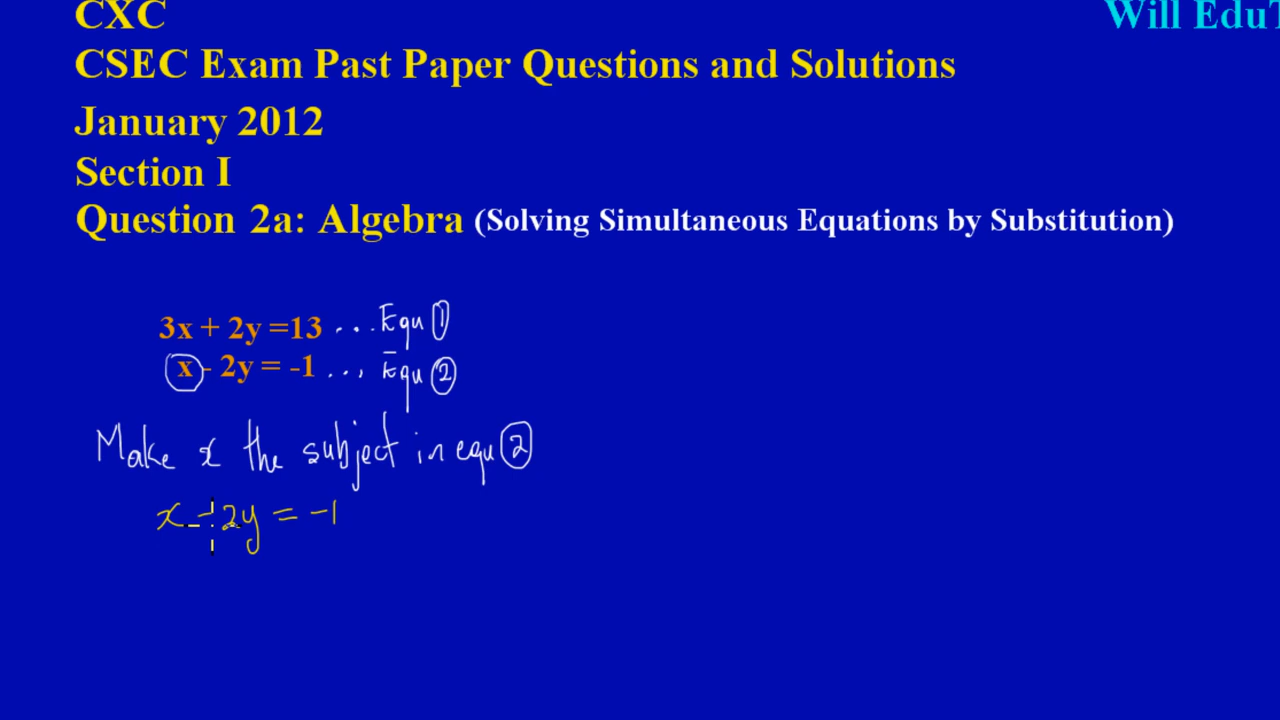 CXC
Will EduT
CSEC Exam Past Paper Questions and Solutions
January 2012
Section I
Question 2a: Algebra (Solving Simultaneous Equations by Substitution)
3x + 2y =13 ... Equ ①
x - 2y = -1 ... Equ ②
Make x the subject in equ ②
x - 2y = -1